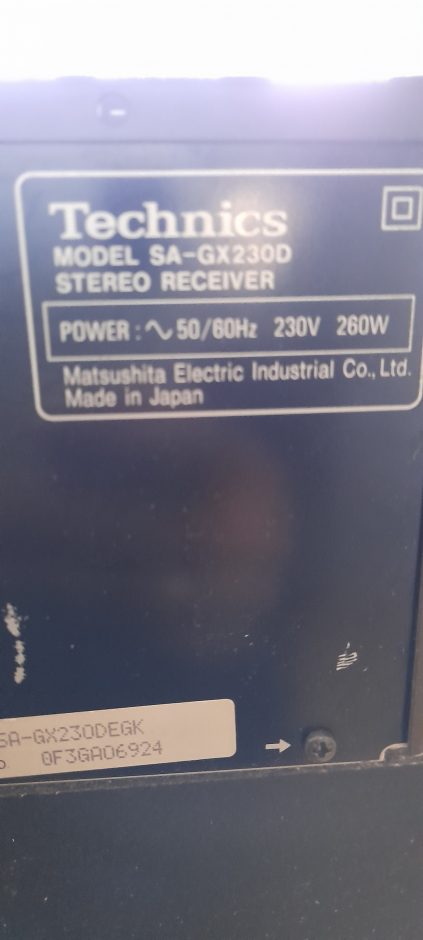 Technics
MODEL SA-GX230D
STEREO RECEIVER
POWER : ∿ 50/60Hz 230V 260W
Matsushita Electric Industrial Co., Ltd.
Made in Japan
SA-GX230DEGK
QF3GA06924